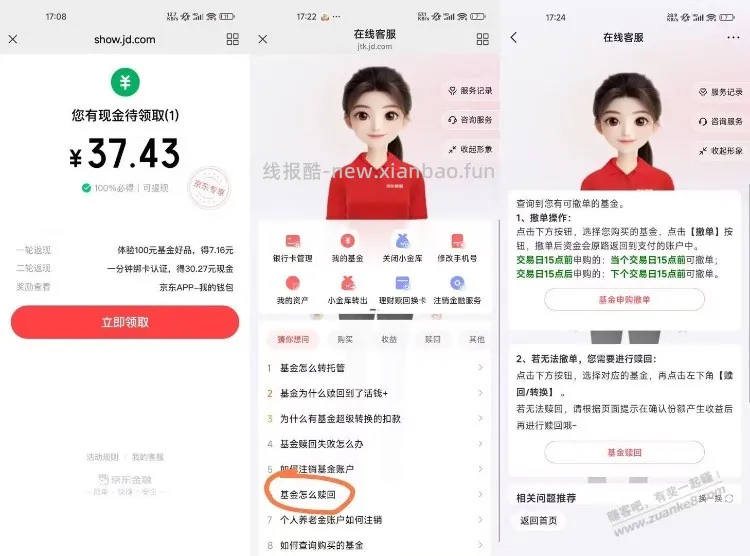 17:08
show.jd.com
您有现金待领取(1)
¥37.43
100%必得 | 可提现
京东专享
一轮返现 体验100元基金好品，得7.16元
二轮返现 一分钟绑卡认证，得30.27元现金
奖励查看 京东APP-我的钱包
立即领取
活动规则 | 我的客服
京东金融
简单·快捷·安全
17:22
在线客服
jtk.jd.com
服务记录
咨询服务
收起形象
线报酷-new.xianbao.fun
银行卡管理 我的基金 关闭小金库 修改手机号
我的资产 小金库转出 理财赎回换卡 注销金融服务
猜你想问 购买 收益 赎回 其他
1 基金怎么转托管
2 基金为什么赎回到了活钱+
3 为什么有基金超级转换的扣款
4 基金赎回失败怎么办
5 如何注销基金账户
6 基金怎么赎回
7 个人养老金账户如何注销
8 如何查询购买的基金
17:24
在线客服
服务记录
咨询服务
收起形象
查询到您有可撤单的基金。
1、撤单操作：
点击下方按钮，选择您购买的基金，点击【撤单】按
钮，撤单后资金会原路返回到支付的账户中。
交易日15点前申购的：当个交易日15点前可撤单；
交易日15点后申购的：下个交易日15点前可撤单。
基金申购撤单
2、若无法撤单，您需要进行赎回：
点击下方按钮，选择对应的基金，再点击左下角【赎
回/转换】。
若无法赎回，请根据页面提示在确认份额产生收益后
再进行赎回哦~
基金赎回
相关问题推荐 换一换
返回首页
赚客吧，有奖一起赚！
www.zuanke8.com